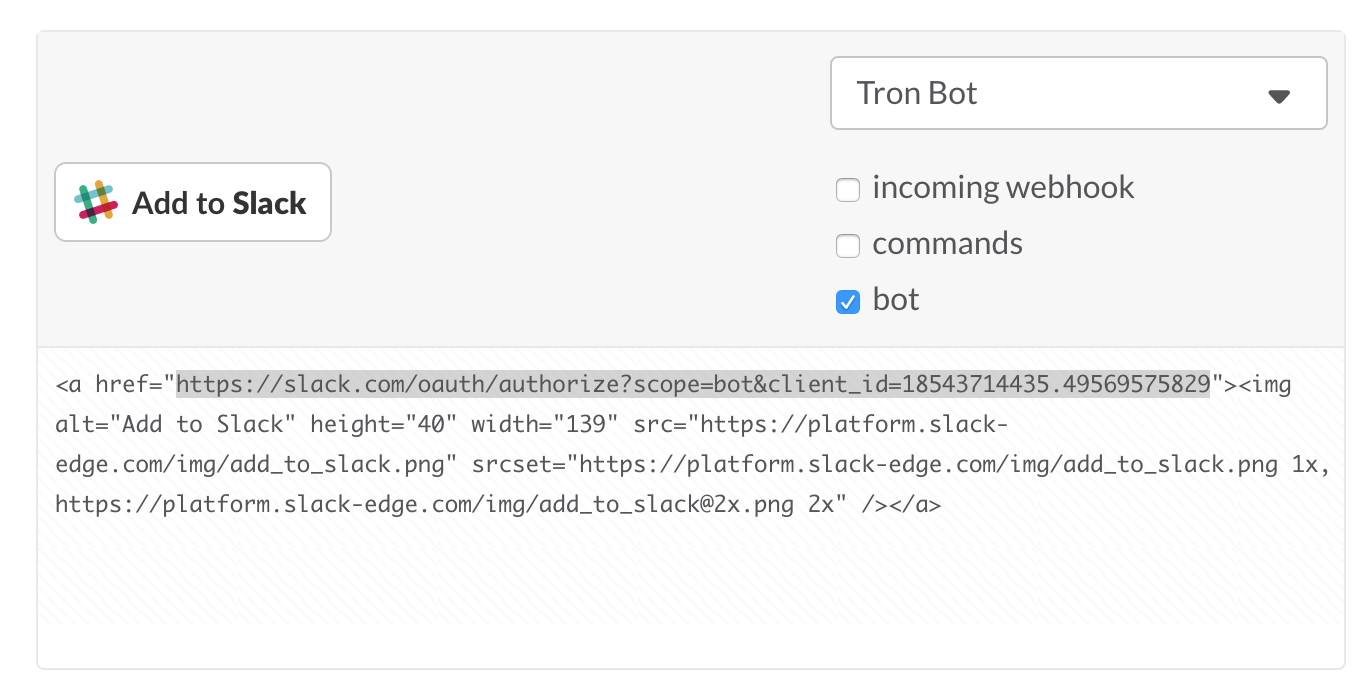 Tron Bot
Add to Slack
incoming webhook
commands
bot
<a href="https://slack.com/oauth/authorize?scope=bot&client_id=18543714435.49569575829"><img
alt="Add to Slack" height="40" width="139" src="https://platform.slack-
edge.com/img/add_to_slack.png" srcset="https://platform.slack-edge.com/img/add_to_slack.png 1x,
https://platform.slack-edge.com/img/add_to_slack@2x.png 2x" /></a>